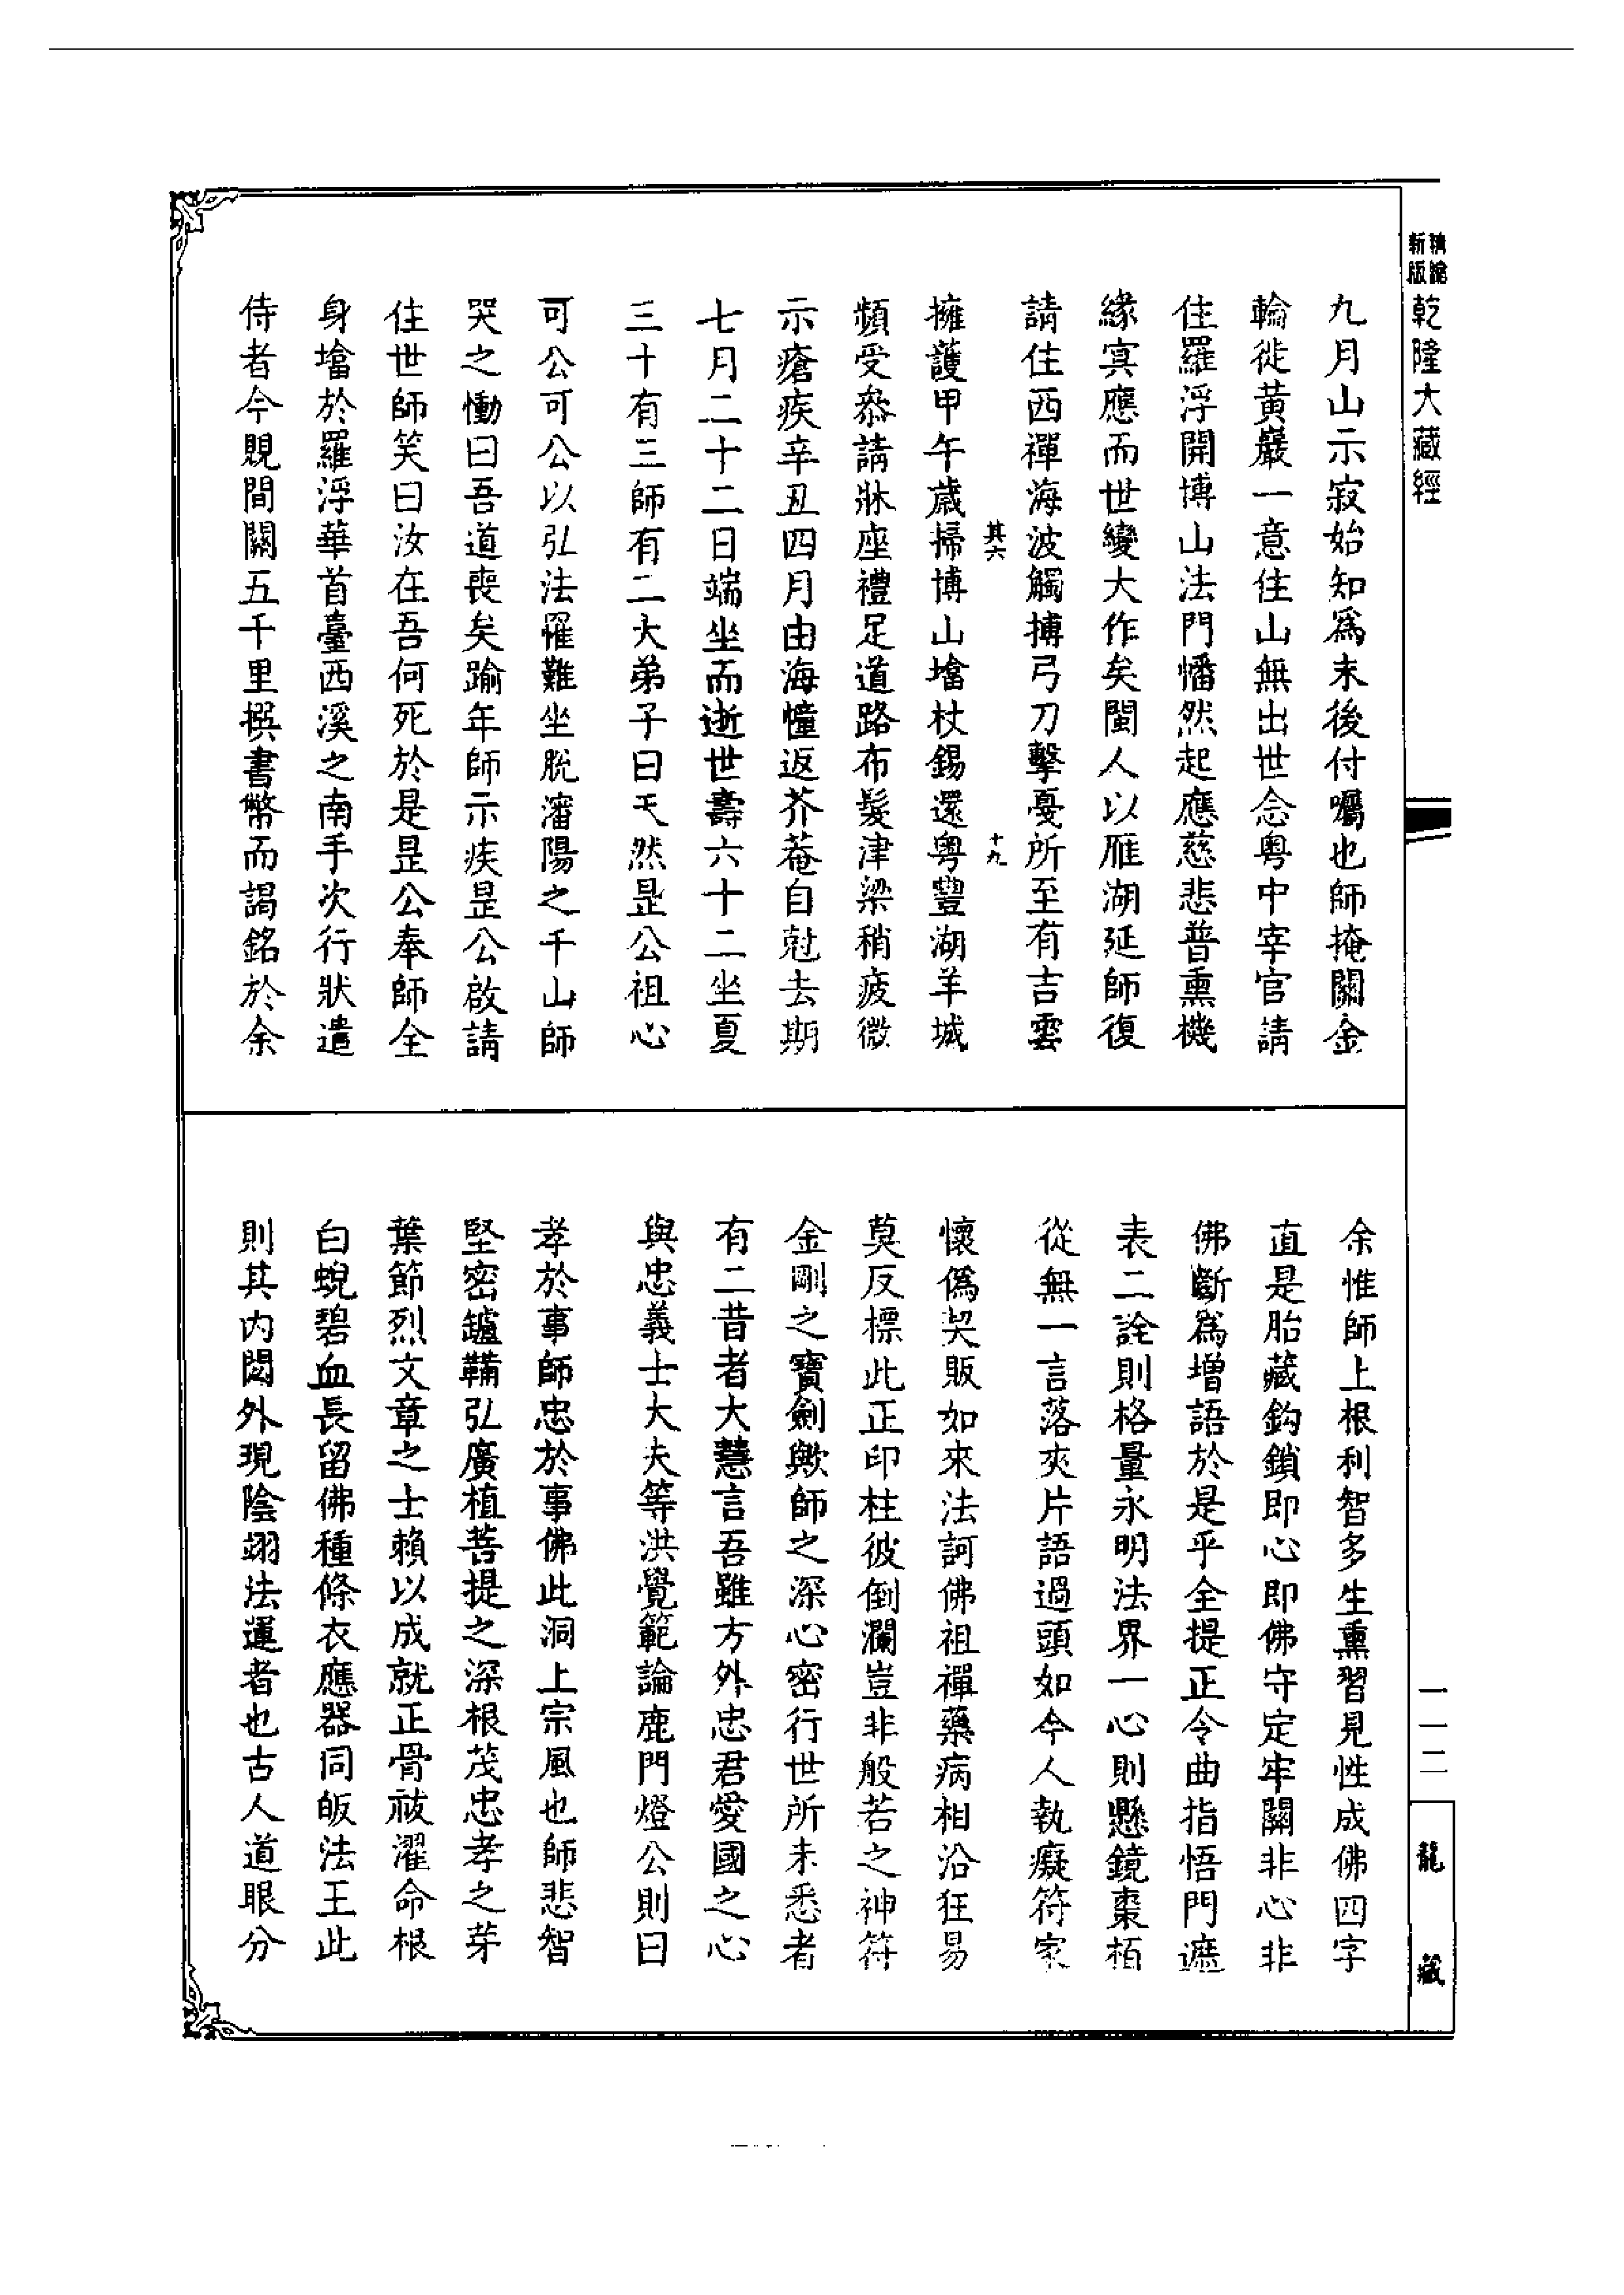 新版精縮
乾隆大藏經
九月山示寂始知為末後付囑也師掩關金
輪徙黃巖一意住山無出世念粵中宰官請
住羅浮開博山法門幡然起應慈悲普熏機
緣寘應而世變大作矣閩人以雁湖延師復
請住西禪海波觸搏弓刀擊戞所至有吉雲
其六
十九
擁護甲午歲掃博山墖杖錫還粵豐湖羊城
頻受叅請牀座禮足道路布髮津梁稍疲微
示瘡疾辛丑四月由海幢返芥菴自尅去期
七月二十二日端坐而逝世壽六十二坐夏
三十有三師有二大弟子曰天然昰公祖心
可公可公以弘法罹難坐脫瀋陽之千山師
哭之慟曰吾道喪矣踰年師示疾昰公啟請
住世師笑曰汝在吾何死於是昰公奉師全
身墖於羅浮華首臺西溪之南手次行狀遣
侍者今覞間關五千里撰書幣而謁銘於余
余惟師上根利智多生熏習見性成佛四字
直是胎藏鈎鎖即心即佛守定牢關非心非
佛斷為增語於是乎全提正令曲指悟門遮
表二詮則格量永明法界一心則懸鏡棗栢
從無一言落夾片語過頭如今人執癡符家
懷偽契販如來法訶佛祖禪藥病相沿狂易
莫反標此正印柱彼倒瀾豈非般若之神符
金剛之寶劍歟師之深心密行世所未悉者
有二昔者大慧言吾雖方外忠君愛國之心
與忠義士大夫等洪覺範論鹿門燈公則曰
孝於事師忠於事佛此洞上宗風也師悲智
堅密鑪鞴弘廣植菩提之深根茂忠孝之芽
葉節烈文章之士賴以成就正骨祓濯命根
白蜺碧血長留佛種條衣應器同皈法王此
則其內閟外現陰翊法運者也古人道眼分
一一二
龍藏